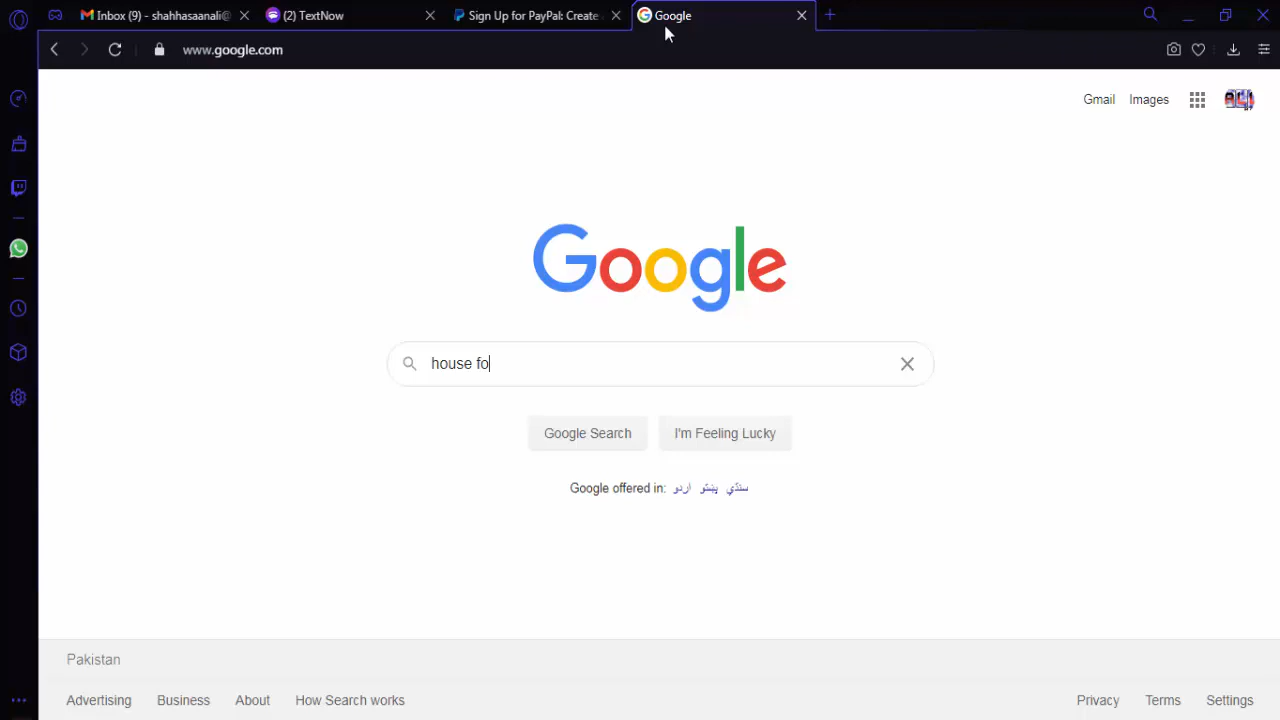 Inbox (9) - shahhasaanali@
(2) TextNow
Sign Up for PayPal: Create
Google
www.google.com
Gmail Images
Google
house fo
Google Search
I'm Feeling Lucky
Google offered in: اردو پښتو سنڌي
Pakistan
Advertising Business About How Search works
Privacy Terms Settings